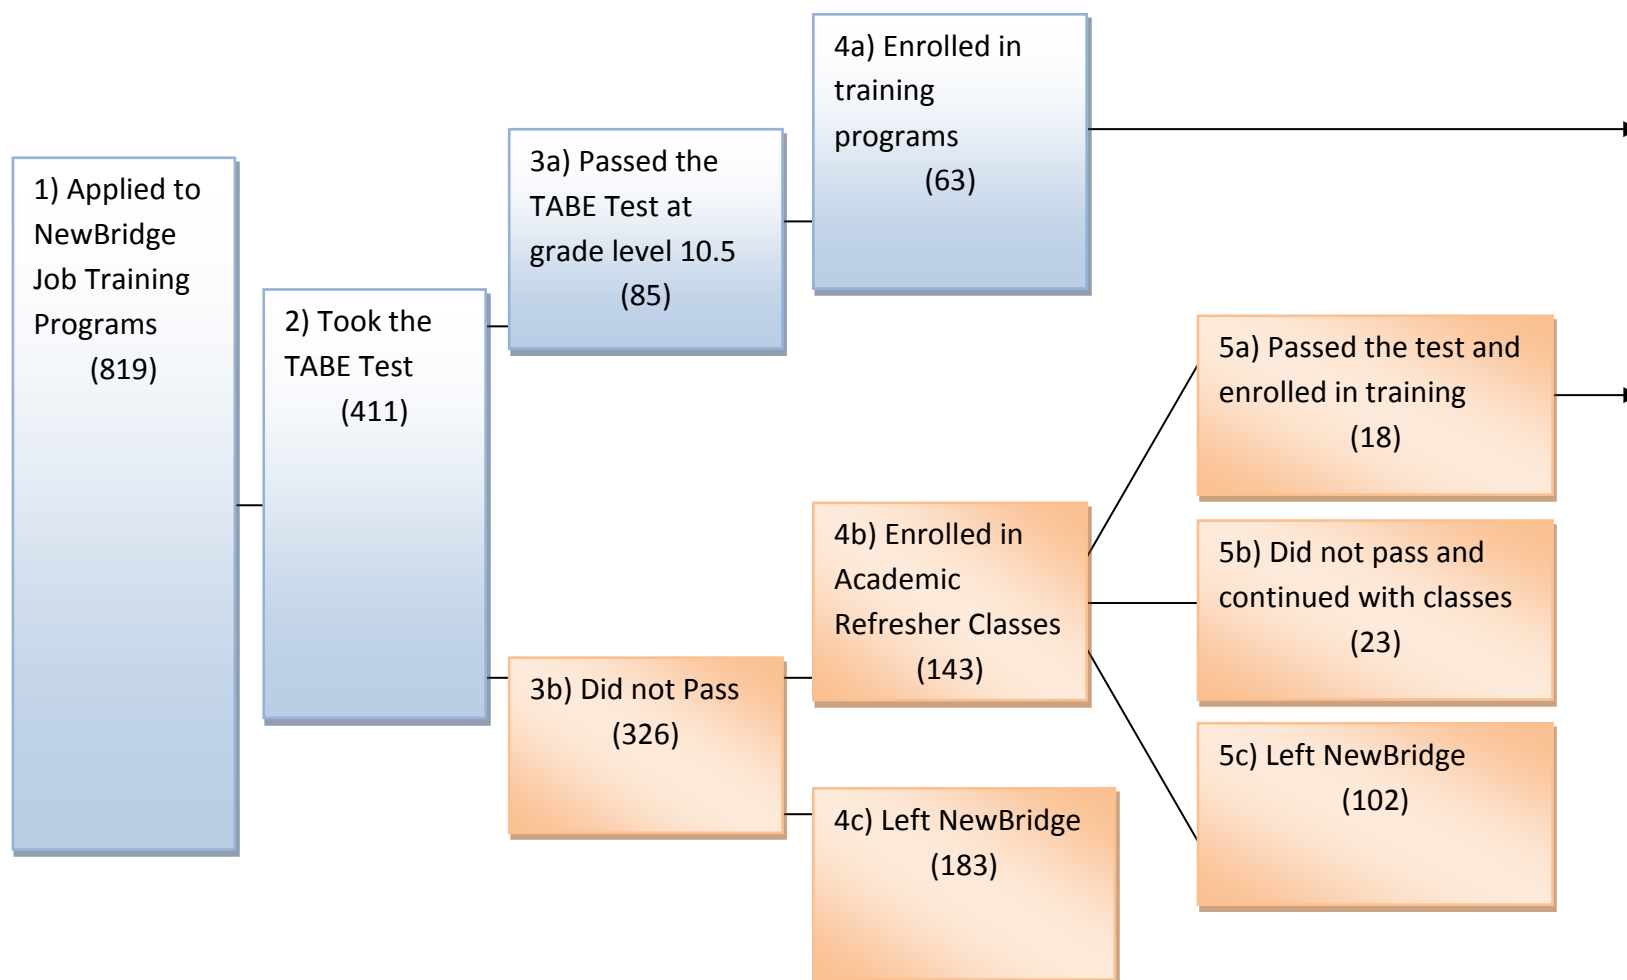 1) Applied to
NewBridge
Job Training
Programs
(819)
2) Took the
TABE Test
(411)
3a) Passed the
TABE Test at
grade level 10.5
(85)
4a) Enrolled in
training
programs
(63)
3b) Did not Pass
(326)
4b) Enrolled in
Academic
Refresher Classes
(143)
4c) Left NewBridge
(183)
5a) Passed the test and
enrolled in training
(18)
5b) Did not pass and
continued with classes
(23)
5c) Left NewBridge
(102)